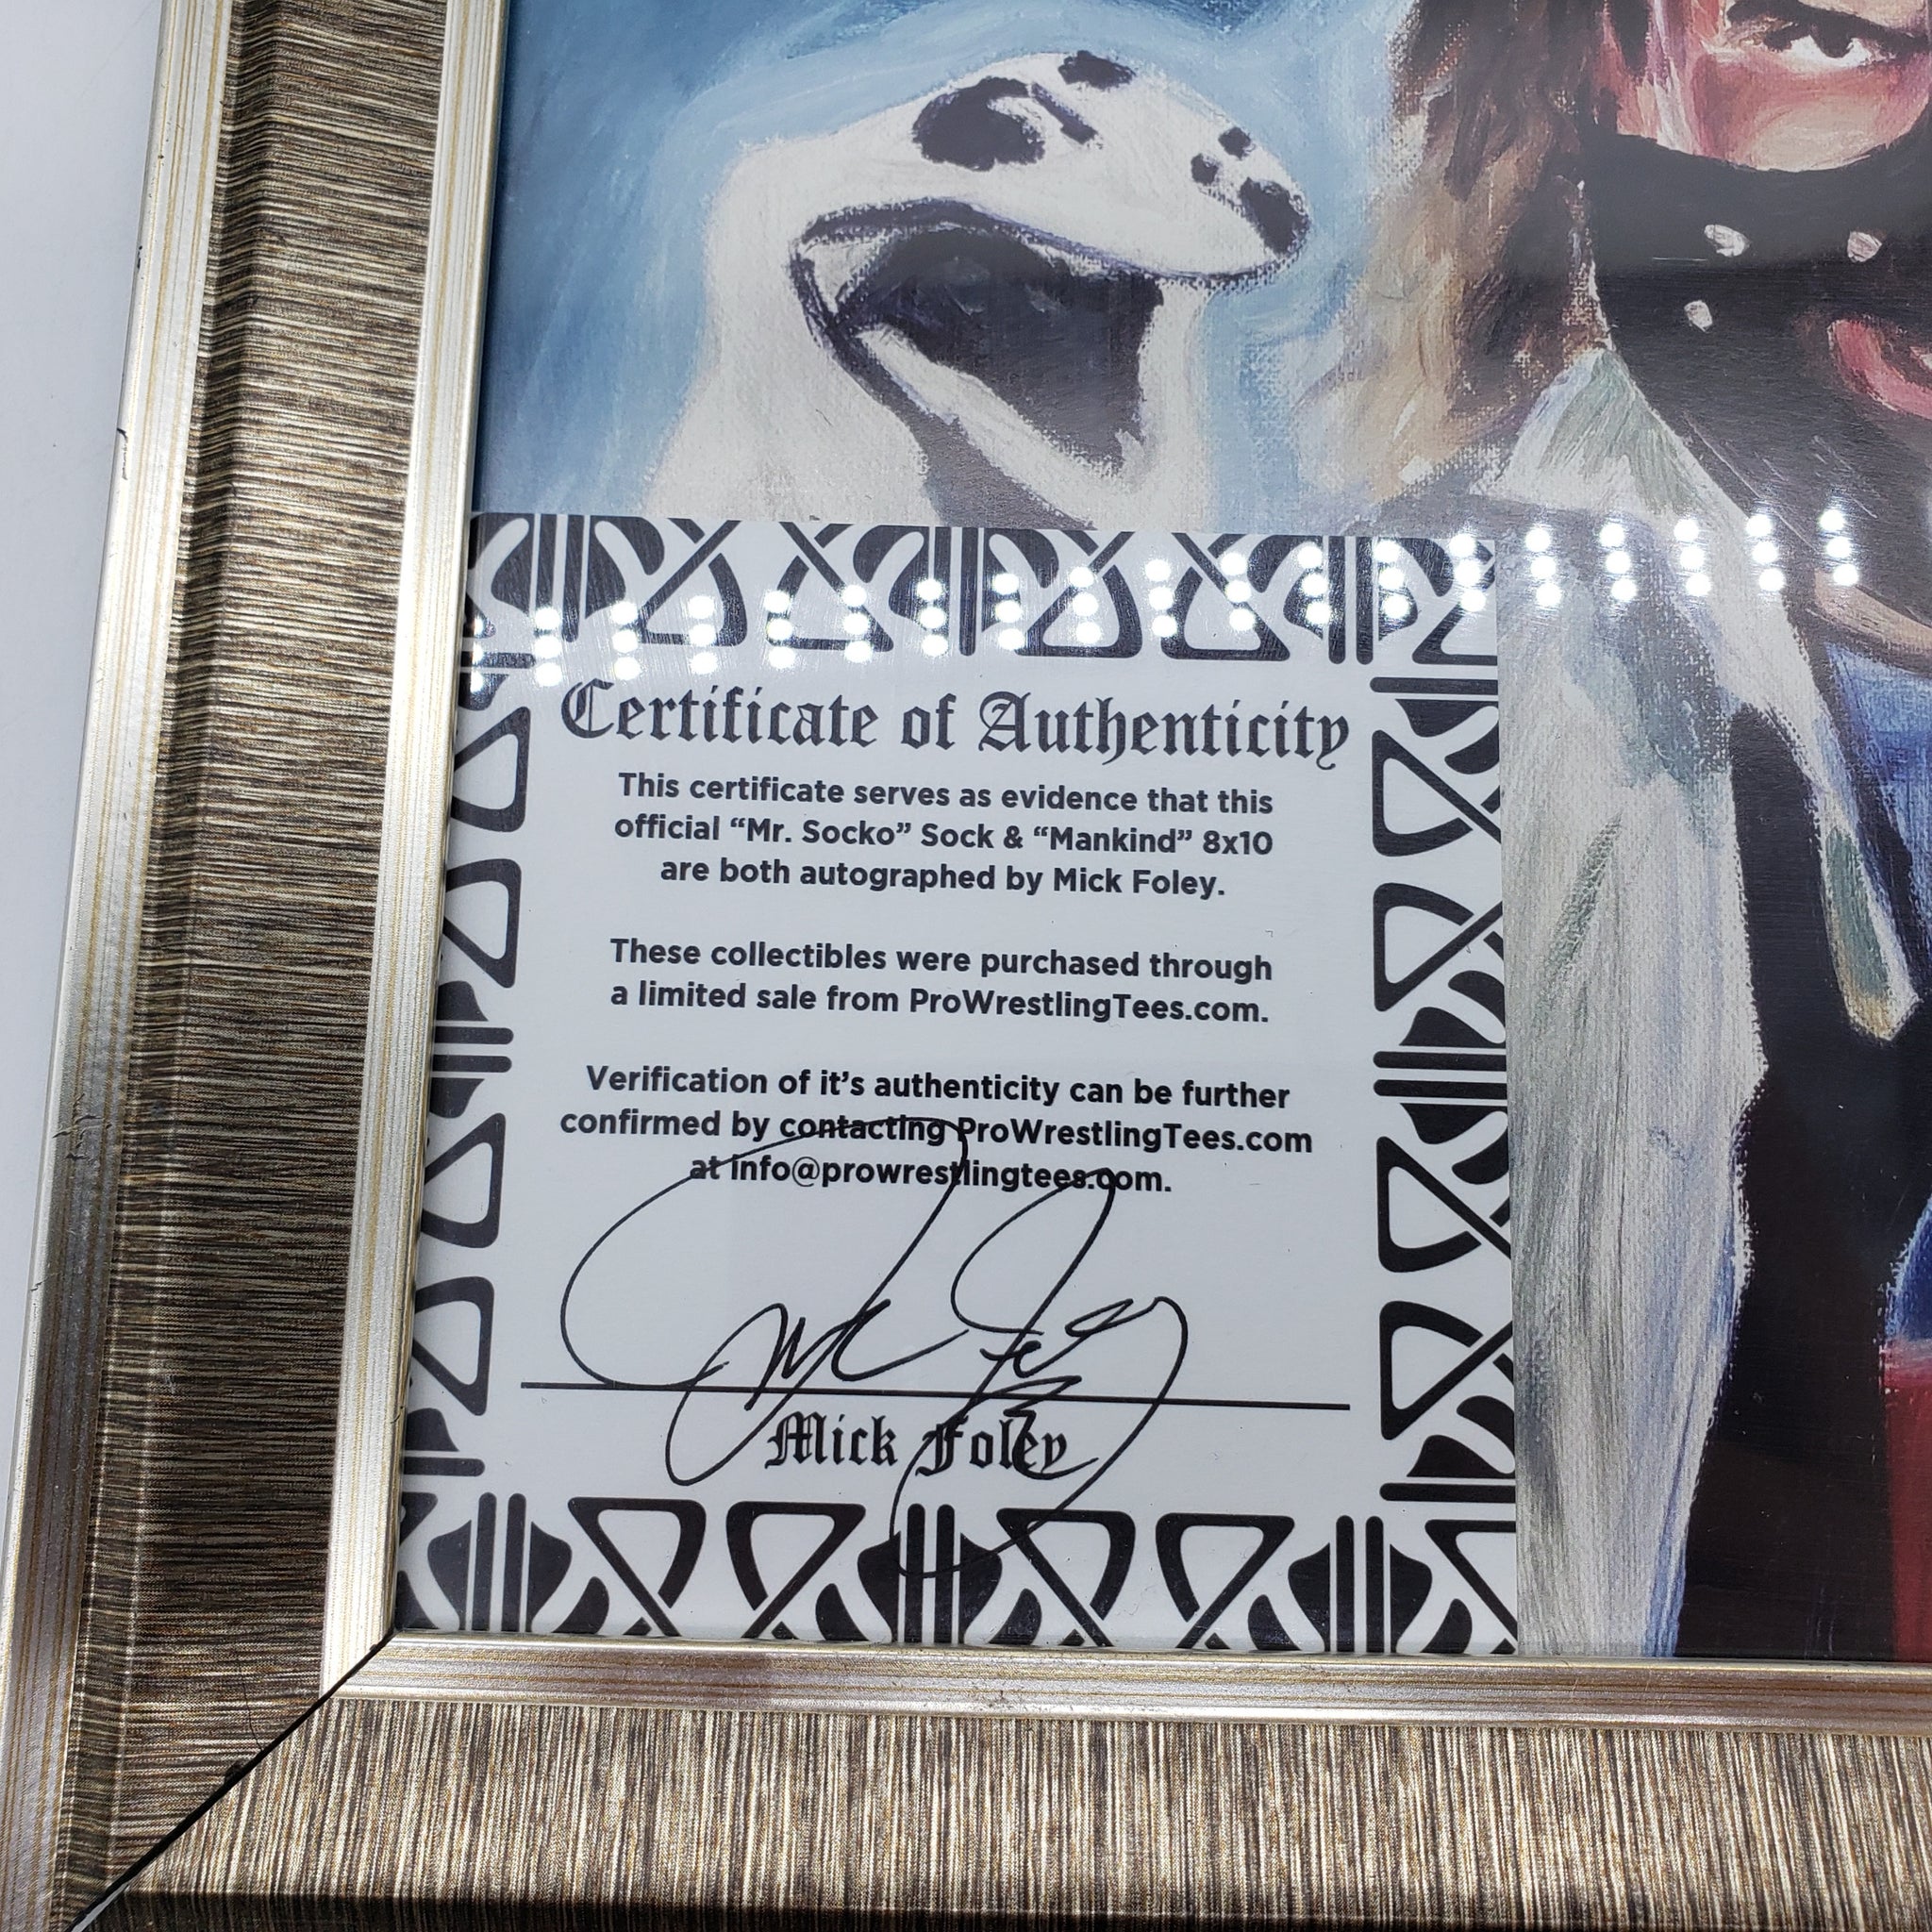 Certificate of Authenticity
This certificate serves as evidence that this
official “Mr. Socko” Sock & “Mankind” 8x10
are both autographed by Mick Foley.
These collectibles were purchased through
a limited sale from ProWrestlingTees.com.
Verification of it’s authenticity can be further
confirmed by contacting ProWrestlingTees.com
at info@prowrestlingtees.com.
Mick Foley